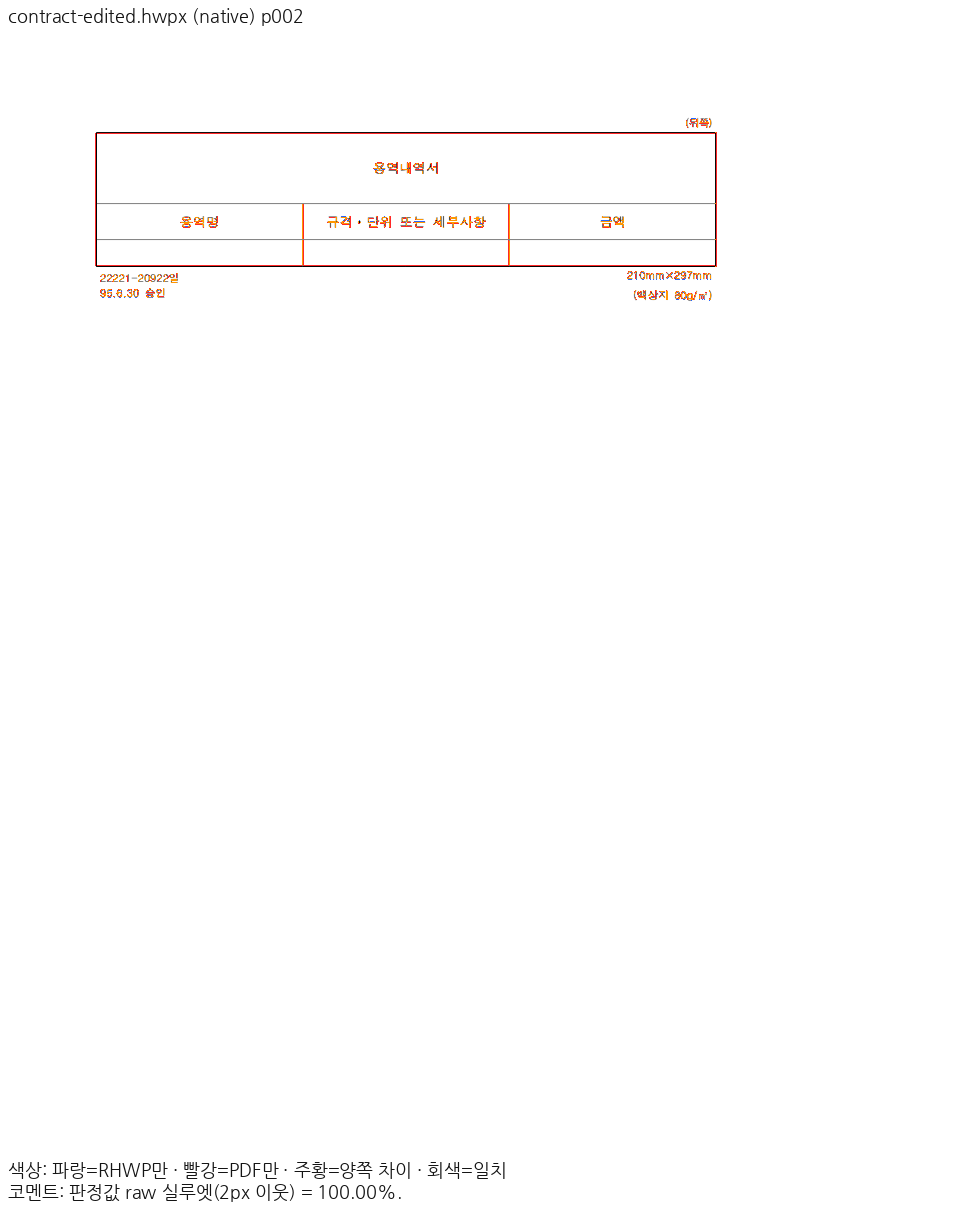 contract-edited.hwpx (native) p002
(뒤쪽)
용역내역서
용역명 규격·단위 또는 세부사항 금액
22221-20922일 210mm×297mm
95.6.30 승인 (백상지 80g/㎡)
색상: 파랑=RHWP만 · 빨강=PDF만 · 주황=양쪽 차이 · 회색=일치
코멘트: 판정값 raw 실루엣(2px 이웃) = 100.00%.